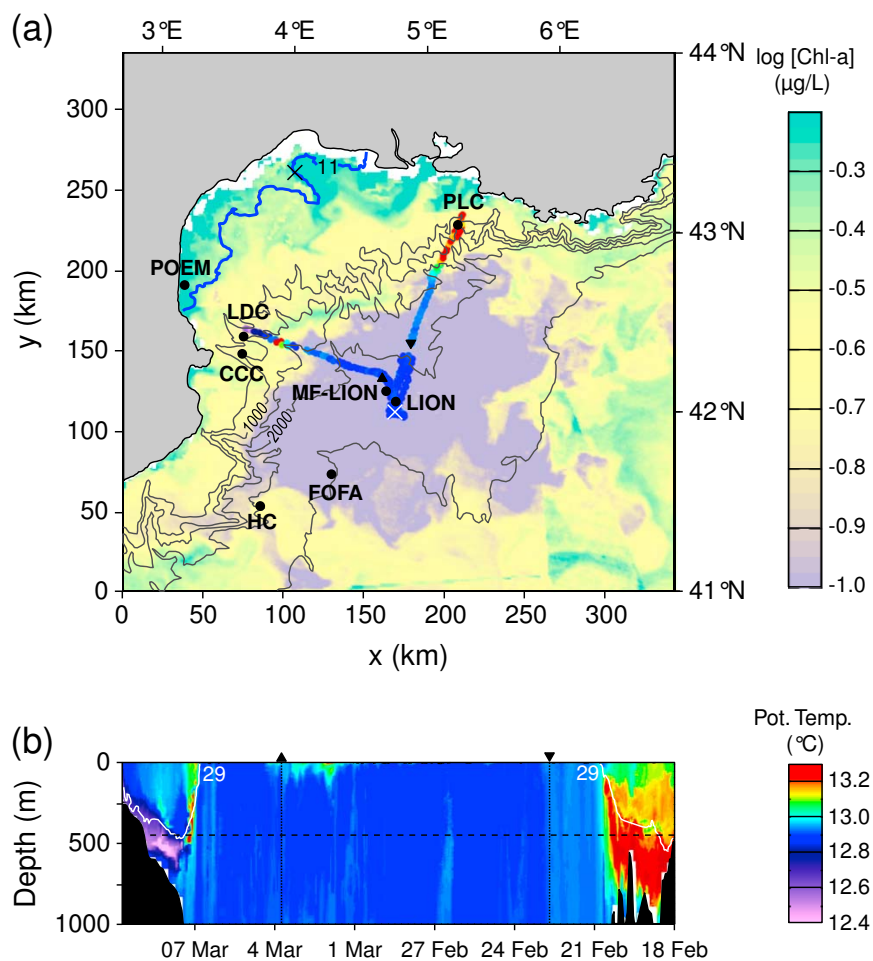 (a)
3°E 4°E 5°E 6°E
44°N
43°N
42°N
41°N
log [Chl-a]
(µg/L)
-0.3
-0.4
-0.5
-0.6
-0.7
-0.8
-0.9
-1.0
y (km)
300
250
200
150
100
50
0
11
PLC
POEM
LDC
CCC
MF-LION
LION
1000
2000
FOFA
HC
0 50 100 150 200 250 300
x (km)
(b)
Pot. Temp.
(°C)
13.2
13.0
12.8
12.6
12.4
Depth (m)
0
500
1000
29
29
07 Mar 4 Mar 1 Mar 27 Feb 24 Feb 21 Feb 18 Feb